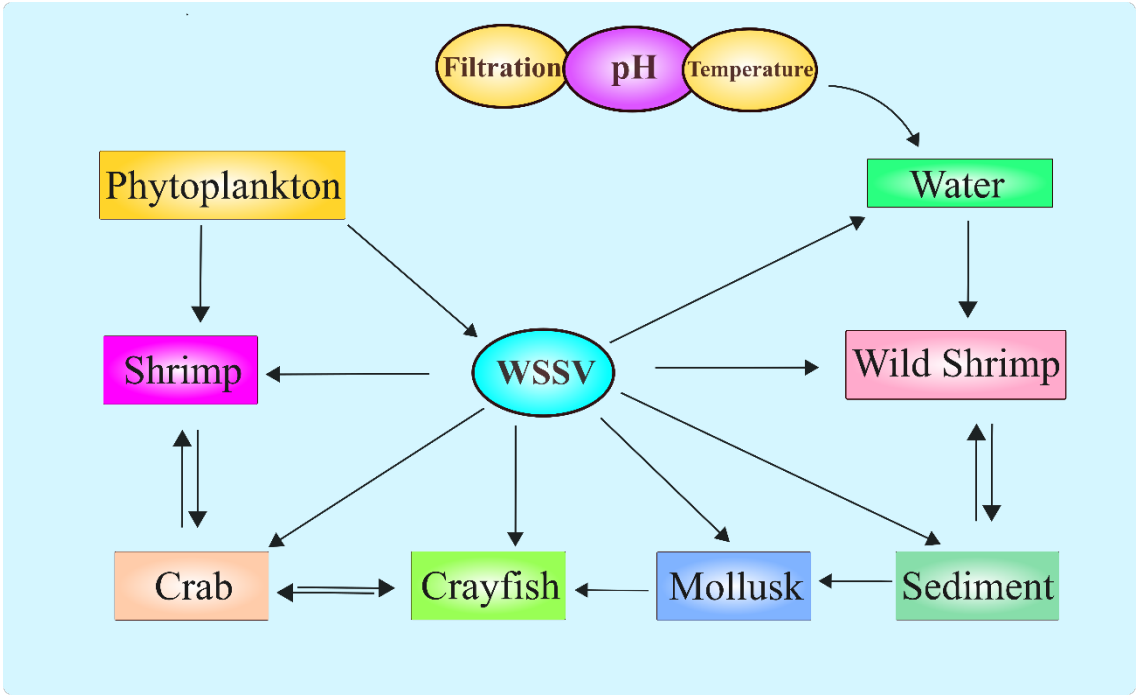 Filtration
pH
Temperature
Phytoplankton
Water
Shrimp
WSSV
Wild Shrimp
Crab
Crayfish
Mollusk
Sediment